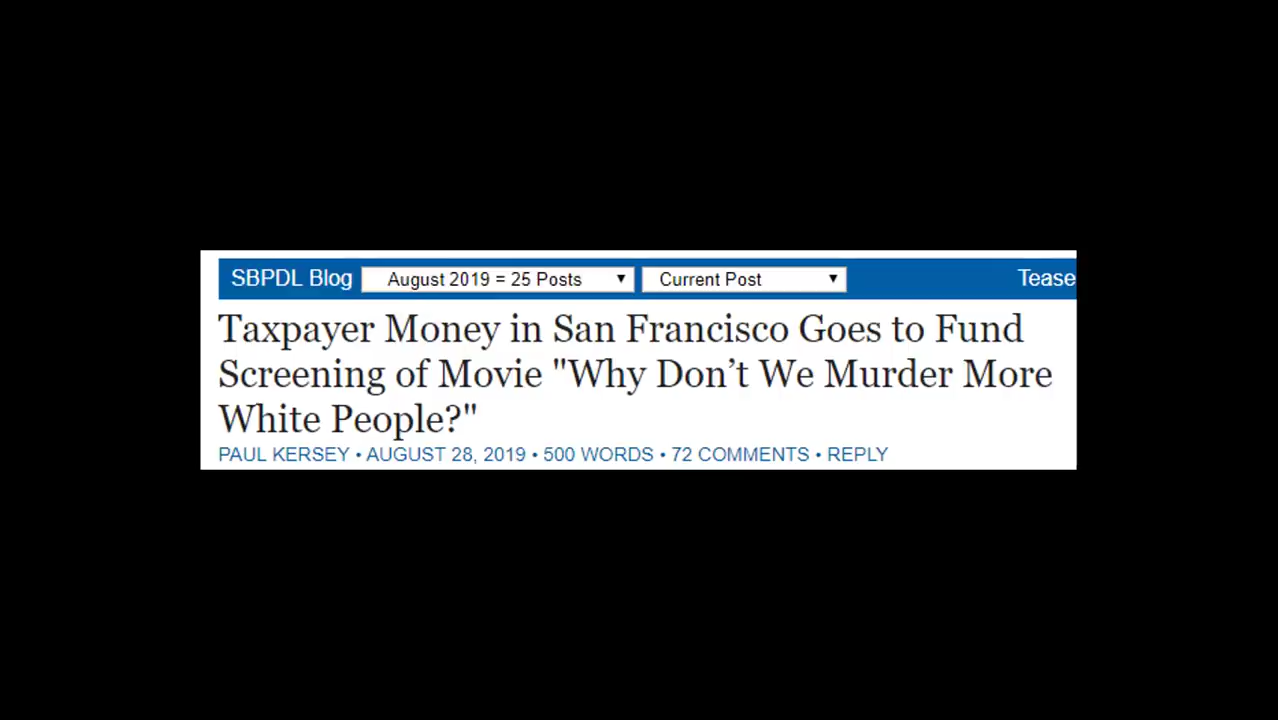 SBPDL Blog August 2019 = 25 Posts ▼ Current Post ▼ Tease
Taxpayer Money in San Francisco Goes to Fund
Screening of Movie "Why Don’t We Murder More
White People?"
PAUL KERSEY • AUGUST 28, 2019 • 500 WORDS • 72 COMMENTS • REPLY